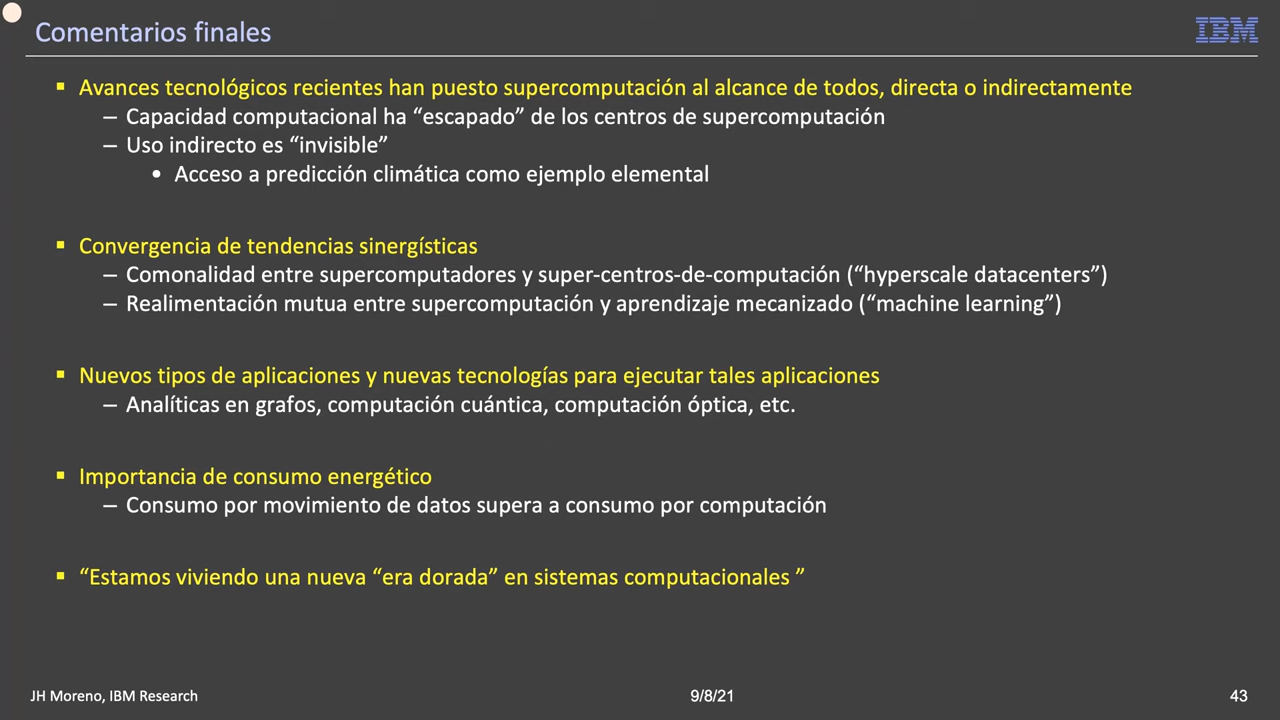 Comentarios finales
IBM
▪ Avances tecnológicos recientes han puesto supercomputación al alcance de todos, directa o indirectamente
– Capacidad computacional ha “escapado” de los centros de supercomputación
– Uso indirecto es “invisible”
• Acceso a predicción climática como ejemplo elemental
▪ Convergencia de tendencias sinergísticas
– Comonalidad entre supercomputadores y super-centros-de-computación (“hyperscale datacenters”)
– Realimentación mutua entre supercomputación y aprendizaje mecanizado (“machine learning”)
▪ Nuevos tipos de aplicaciones y nuevas tecnologías para ejecutar tales aplicaciones
– Analíticas en grafos, computación cuántica, computación óptica, etc.
▪ Importancia de consumo energético
– Consumo por movimiento de datos supera a consumo por computación
▪ “Estamos viviendo una nueva “era dorada” en sistemas computacionales ”
JH Moreno, IBM Research
9/8/21
43